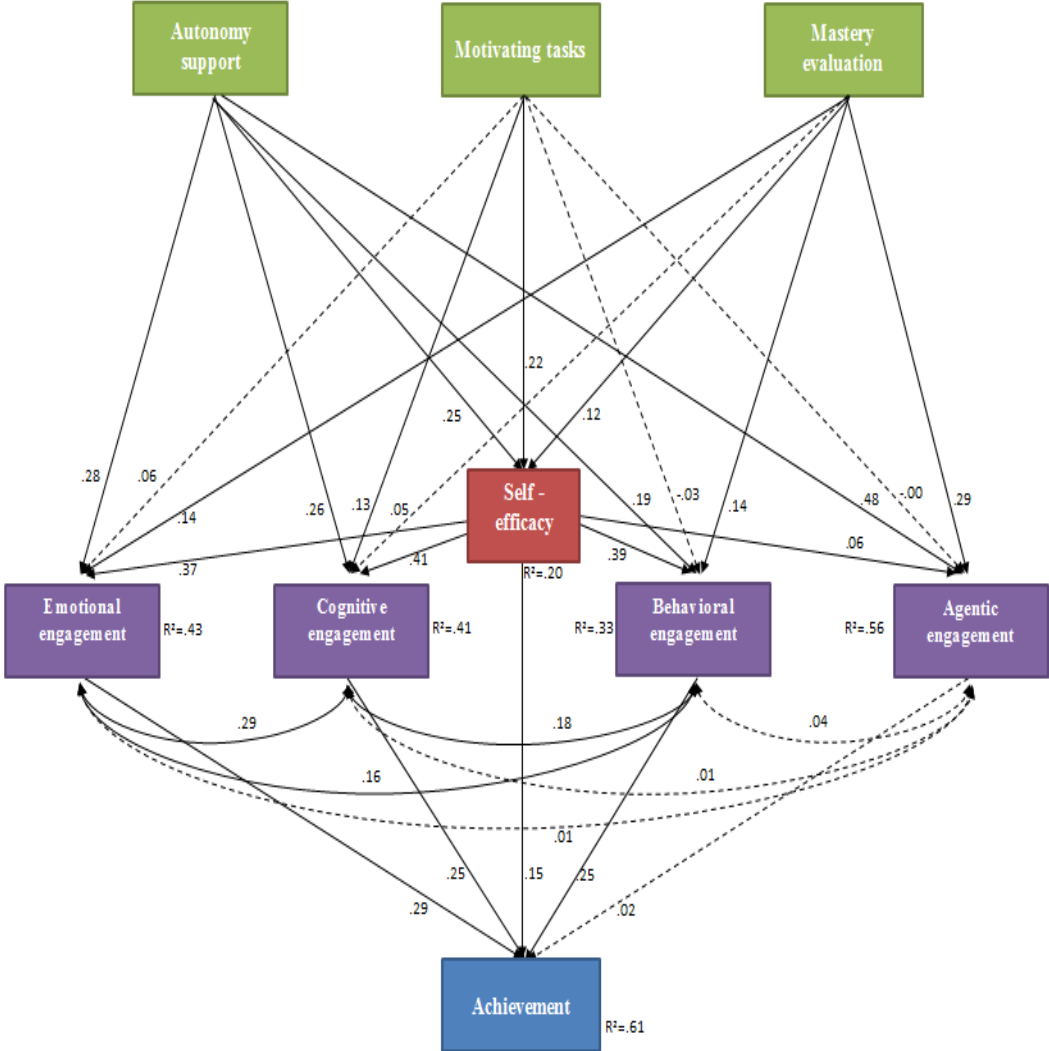 Autonomy
support
Motivating tasks
Mastery
evaluation
.22
.25
.12
.28
.06
.14
.26
.13
.05
.19
-.03
.14
.48
-.00
.29
Self -
efficacy
.37
.41
.39
.06
R²=.20
Emotional
engagement
R²=.43
Cognitive
engagement
R²=.41
R²=.33
Behavioral
engagement
R²=.56
Agentic
engagement
.29
.18
.04
.16
.01
.01
.25
.15
.25
.29
.02
Achievement
R²=.61